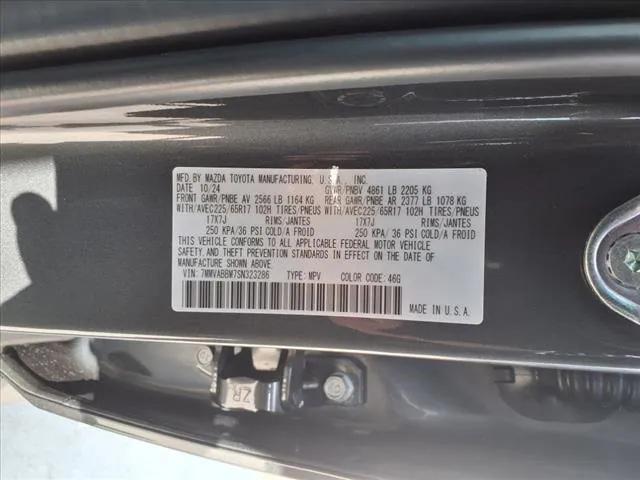 MFD. BY MAZDA TOYOTA MANUFACTURING, U.S.A., INC.
DATE: 10/24 GVWR/PNBV 4861 LB 2205 KG
FRONT GAWR/PNBE AV 2566 LB 1164 KG REAR GAWR/PNBE AR 2377 LB 1078 KG
WITH/AVEC225/65R17 102H TIRES/PNEUS WITH/AVEC225/65R17 102H TIRES/PNEUS
17X7J RIMS/JANTES 17X7J RIMS/JANTES
250 KPA/36 PSI COLD/A FROID 250 KPA/ 36 PSI COLD/A FROID
THIS VEHICLE CONFORMS TO ALL APPLICABLE FEDERAL MOTOR VEHICLE
SAFETY, AND THEFT PREVENTION STANDARDS IN EFFECT ON THE DATE OF
MANUFACTURE SHOWN ABOVE.
VIN: 7MMVABBM7SN323286 TYPE: MPV COLOR CODE: 46G
MADE IN U.S.A.
ZR